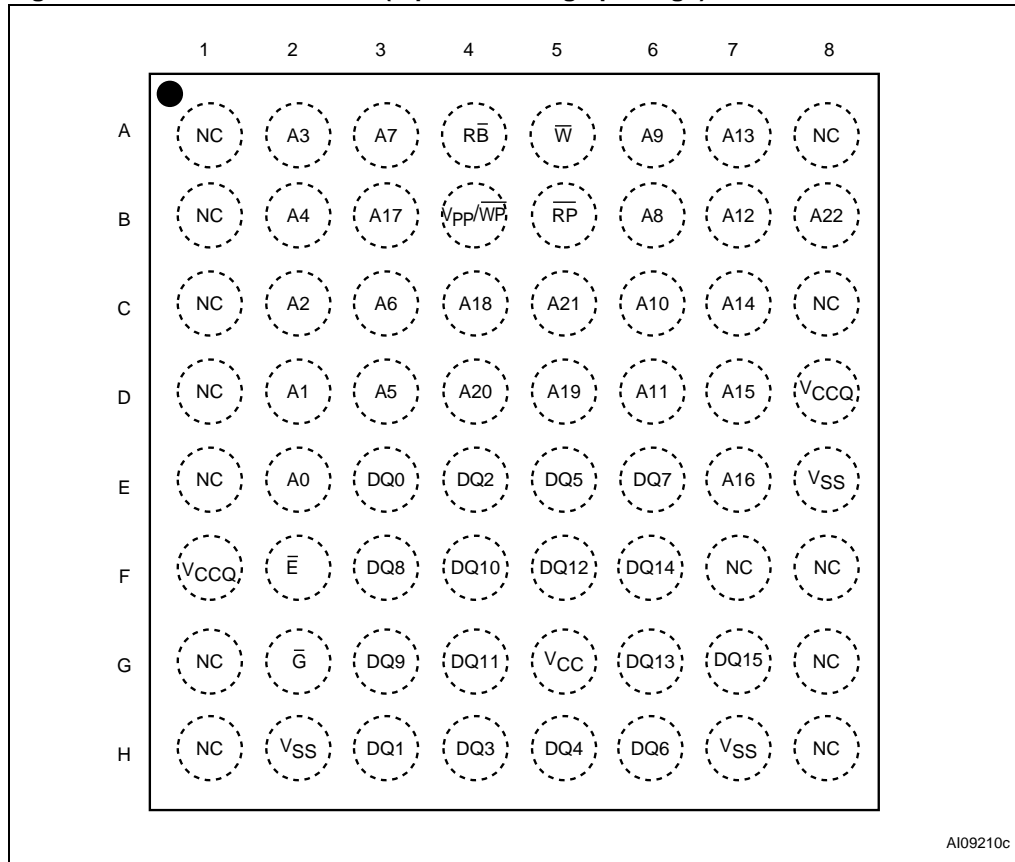 1 2 3 4 5 6 7 8
A NC A3 A7 RB̅ W̅ A9 A13 NC
B NC A4 A17 VPP/W̅P̅ R̅P̅ A8 A12 A22
C NC A2 A6 A18 A21 A10 A14 NC
D NC A1 A5 A20 A19 A11 A15 VCCQ
E NC A0 DQ0 DQ2 DQ5 DQ7 A16 VSS
F VCCQ E̅ DQ8 DQ10 DQ12 DQ14 NC NC
G NC G̅ DQ9 DQ11 VCC DQ13 DQ15 NC
H NC VSS DQ1 DQ3 DQ4 DQ6 VSS NC
AI09210c